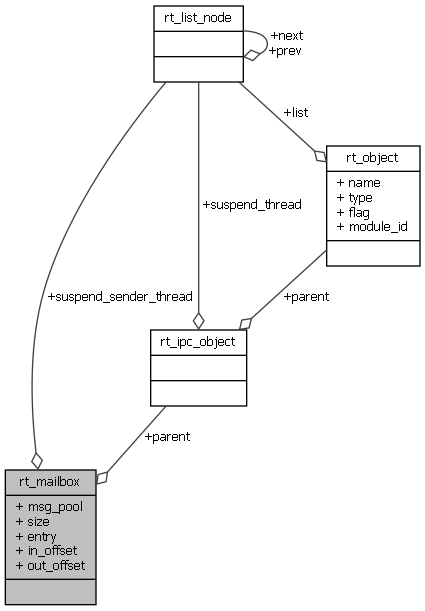 rt_list_node
+next
+prev
+list
rt_object
+ name
+ type
+ flag
+ module_id
+suspend_thread
+suspend_sender_thread
+parent
rt_ipc_object
+parent
rt_mailbox
+ msg_pool
+ size
+ entry
+ in_offset
+ out_offset